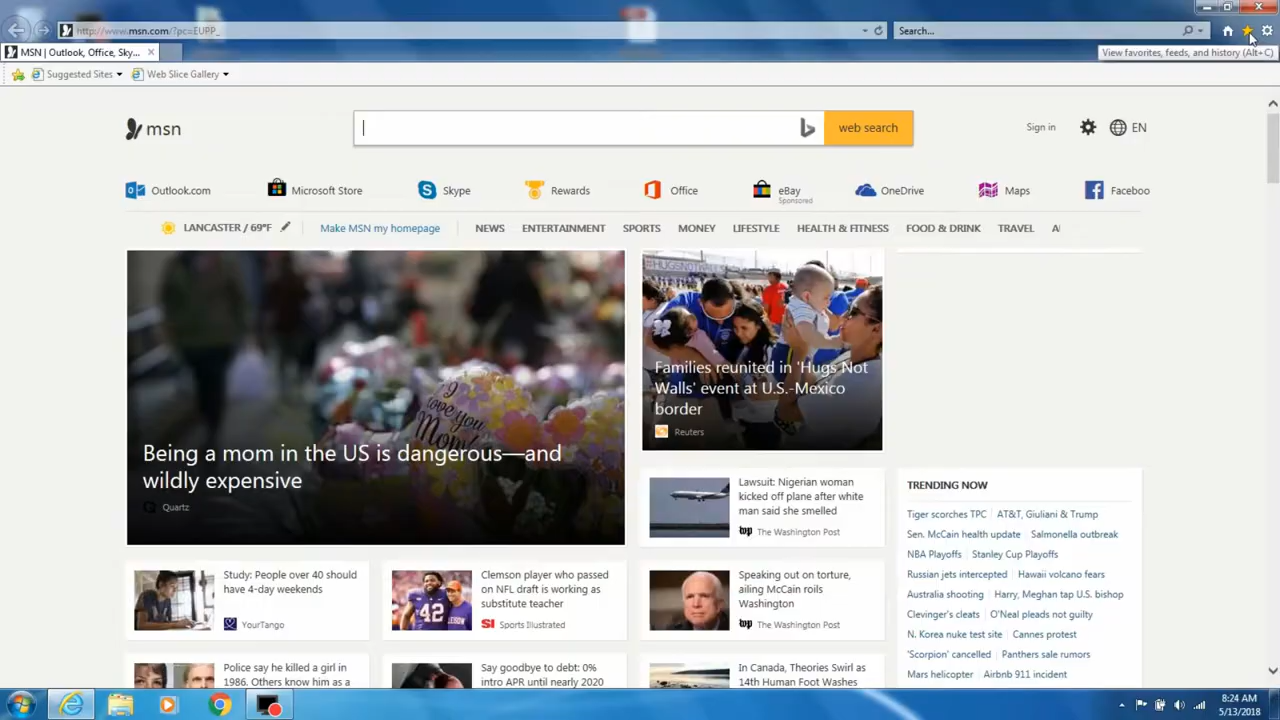 http://www.msn.com/?pc=EUPP_
Search...
MSN | Outlook, Office, Sky...
View favorites, feeds, and history (Alt+C)
Suggested Sites
Web Slice Gallery
msn
web search
Sign in
EN
Outlook.com
Microsoft Store
Skype
Rewards
Office
eBay
Sponsored
OneDrive
Maps
Faceboo
LANCASTER / 69°F
Make MSN my homepage
NEWS
ENTERTAINMENT
SPORTS
MONEY
LIFESTYLE
HEALTH & FITNESS
FOOD & DRINK
TRAVEL
#HUGSNOTWALLS
I love you Mom!
Being a mom in the US is dangerous—and
wildly expensive
Quartz
Families reunited in 'Hugs Not
Walls' event at U.S.-Mexico
border
Reuters
Lawsuit: Nigerian woman
kicked off plane after white
man said she smelled
wp The Washington Post
TRENDING NOW
Tiger scorches TPC
AT&T, Giuliani & Trump
Sen. McCain health update
Salmonella outbreak
NBA Playoffs
Stanley Cup Playoffs
Russian jets intercepted
Hawaii volcano fears
Australia shooting
Harry, Meghan tap U.S. bishop
Clevinger's cleats
O'Neal pleads not guilty
N. Korea nuke test site
Cannes protest
'Scorpion' cancelled
Panthers sale rumors
Mars helicopter
Airbnb 911 incident
Study: People over 40 should
have 4-day weekends
YourTango
42
Clemson player who passed
on NFL draft is working as
substitute teacher
SI Sports Illustrated
Speaking out on torture,
ailing McCain roils
Washington
wp The Washington Post
Police say he killed a girl in
1986. Others know him as a
Say goodbye to debt: 0%
intro APR until nearly 2020
In Canada, Theories Swirl as
14th Human Foot Washes
8:24 AM
5/13/2018